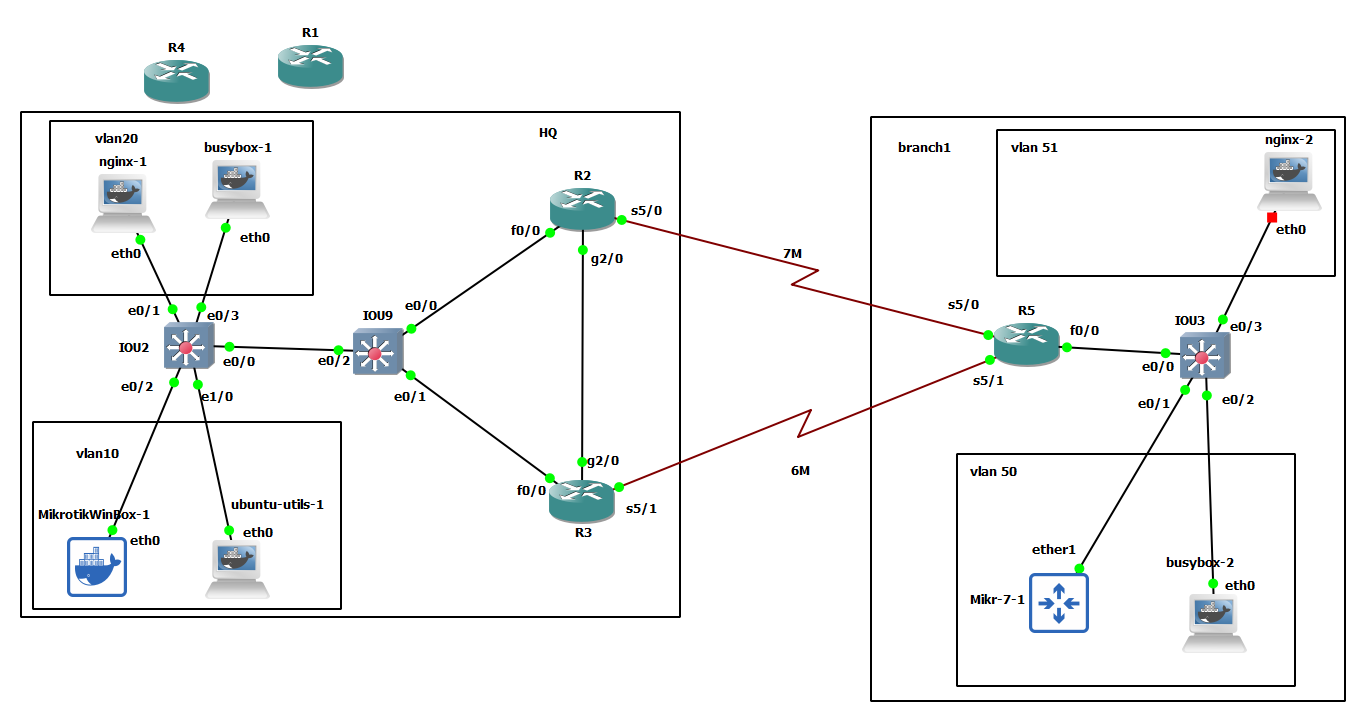 R1
R4
HQ
vlan20
nginx-1
busybox-1
eth0
eth0
R2
s5/0
f0/0
g2/0
e0/1
e0/3
IOU9
e0/0
IOU2
e0/0
e0/2
e0/2
e1/0
e0/1
g2/0
f0/0
s5/1
R3
vlan10
MikrotikWinBox-1
eth0
ubuntu-utils-1
eth0
7M
6M
branch1
vlan 51
nginx-2
eth0
s5/0
R5
f0/0
s5/1
IOU3
e0/3
e0/0
e0/1
e0/2
vlan 50
ether1
Mikr-7-1
busybox-2
eth0